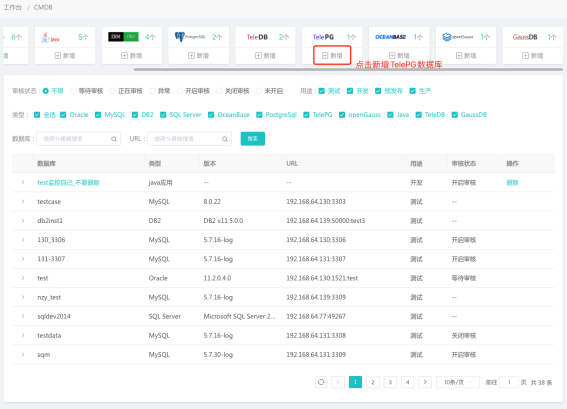 工作台 / CMDB
6个 Java 5个 IBM DB2 4个 PostgreSQL 2个 TeleDB 2个 TelePG 1个 OCEANBASE 1个 openGauss 1个 GaussDB 1个
增 新增 新增 新增 新增 新增 新增 新增 新增
点击新增TelePG数据库
审核状态: 不限 等待审核 正在审核 异常 开启审核 关闭审核 未开启 用途 测试 开发 预发布 生产
类型: 全选 Oracle MySQL DB2 SQL Server OceanBase PostgreSql TelePG openGauss Java TeleDB GaussDB
数据库: 使用%模糊搜索 URL: 使用%模糊搜索 搜索
数据库 类型 版本 URL 用途 审核状态 操作
test监控自己_不要删除 java应用 -- -- 开发 开启审核 删除
testcase MySQL 8.0.22 192.168.64.130:3303 测试 --
db2inst1 DB2 DB2 v11.5.0.0 192.168.64.139:50000:test3 测试 --
130_3306 MySQL 5.7.16-log 192.168.64.130:3306 测试 开启审核
131-3307 MySQL 5.7.16-log 192.168.64.131:3307 测试 开启审核
test Oracle 11.2.0.4.0 192.168.64.130:1521:test 测试 等待审核
nzy_test MySQL 5.7.16-log 192.168.64.139:3309 测试 --
sqldev2014 SQL Server Microsoft SQL Server 2... 192.168.64.77:49267 测试 --
testdata MySQL 5.7.16-log 192.168.64.131:3308 测试 关闭审核
sqm MySQL 5.7.30-log 192.168.64.131:3309 测试 开启审核
1 2 3 4 10条/页 前往 1 页 共 38 条